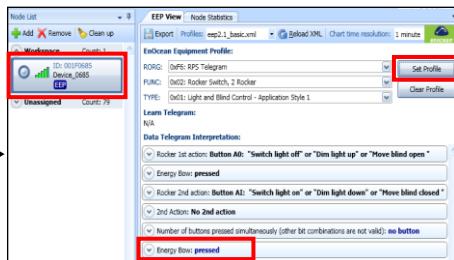 Node List
Add Remove Clean up
Workspace Count: 1
ID: 001F0685
Device_0685
EEP
Unassigned Count: 79
EEP View Node Statistics
Export Profiles: eep2.1_basic.xml Reload XML Chart time resolution: 1 minute
EnOcean Equipment Profile:
RORG: 0xF6: RPS Telegram
Set Profile
FUNC: 0x02: Rocker Switch, 2 Rocker
Clear Profile
TYPE: 0x01: Light and Blind Control - Application Style 1
Learn Telegram:
N/A
Data Telegram Interpretation:
Rocker 1st action: Button A0: "Switch light off" or "Dim light up" or "Move blind open "
Energy Bow: pressed
Rocker 2nd action: Button AI: "Switch light on" or "Dim light down" or "Move blind closed "
2nd Action: No 2nd action
Number of buttons pressed simultaneously (other bit combinations are not valid): no button
Energy Bow: pressed